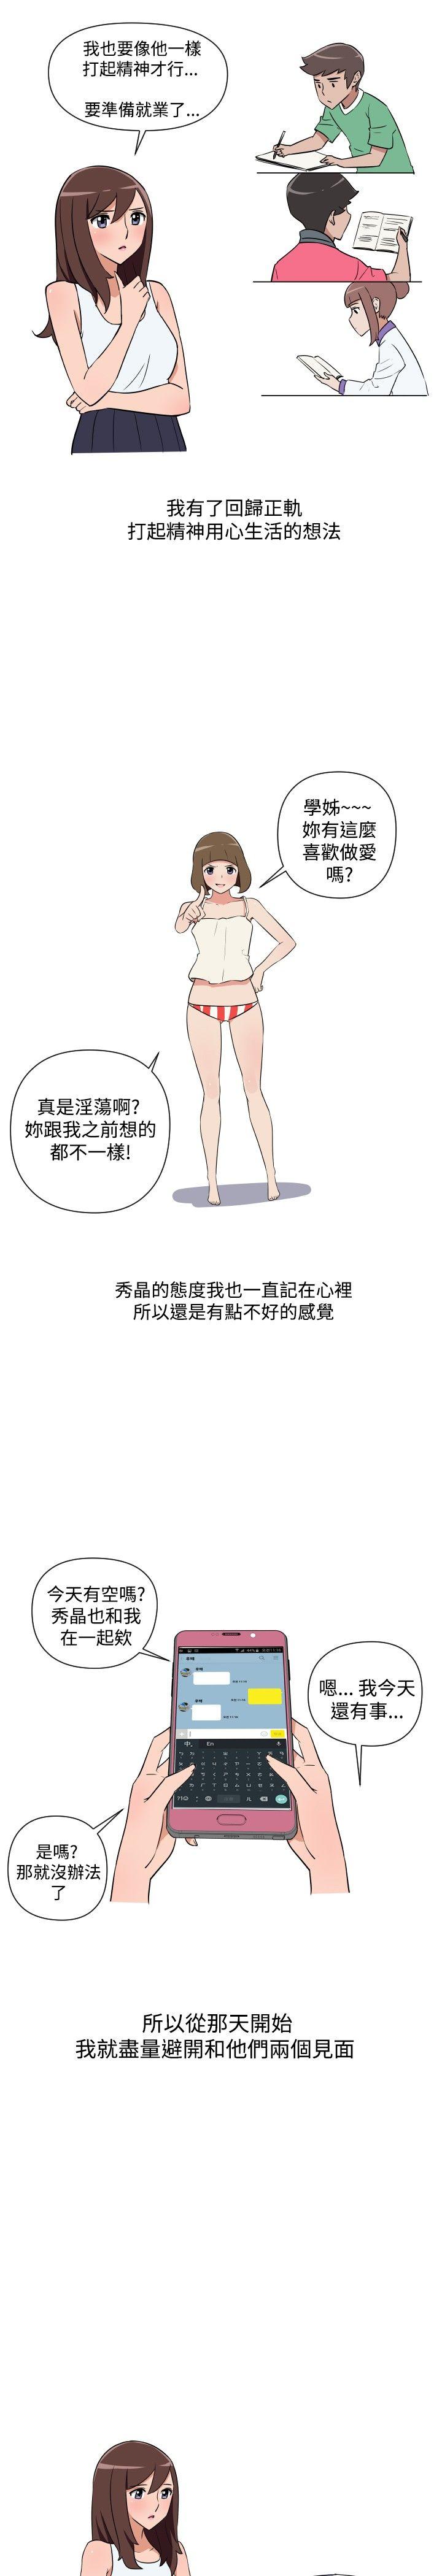 我也要像他一樣
打起精神才行...
要準備就業了...
我有了回歸正軌
打起精神用心生活的想法
學姊~~~
妳有這麼
喜歡做愛
嗎?
真是淫蕩啊?
妳跟我之前想的
都不一樣!
秀晶的態度我也一直記在心裡
所以還是有點不好的感覺
今天有空嗎?
秀晶也和我
在一起欸
嗯... 我今天
還有事...
是嗎?
那就沒辦法
了
所以從那天開始
我就盡量避開和他們兩個見面